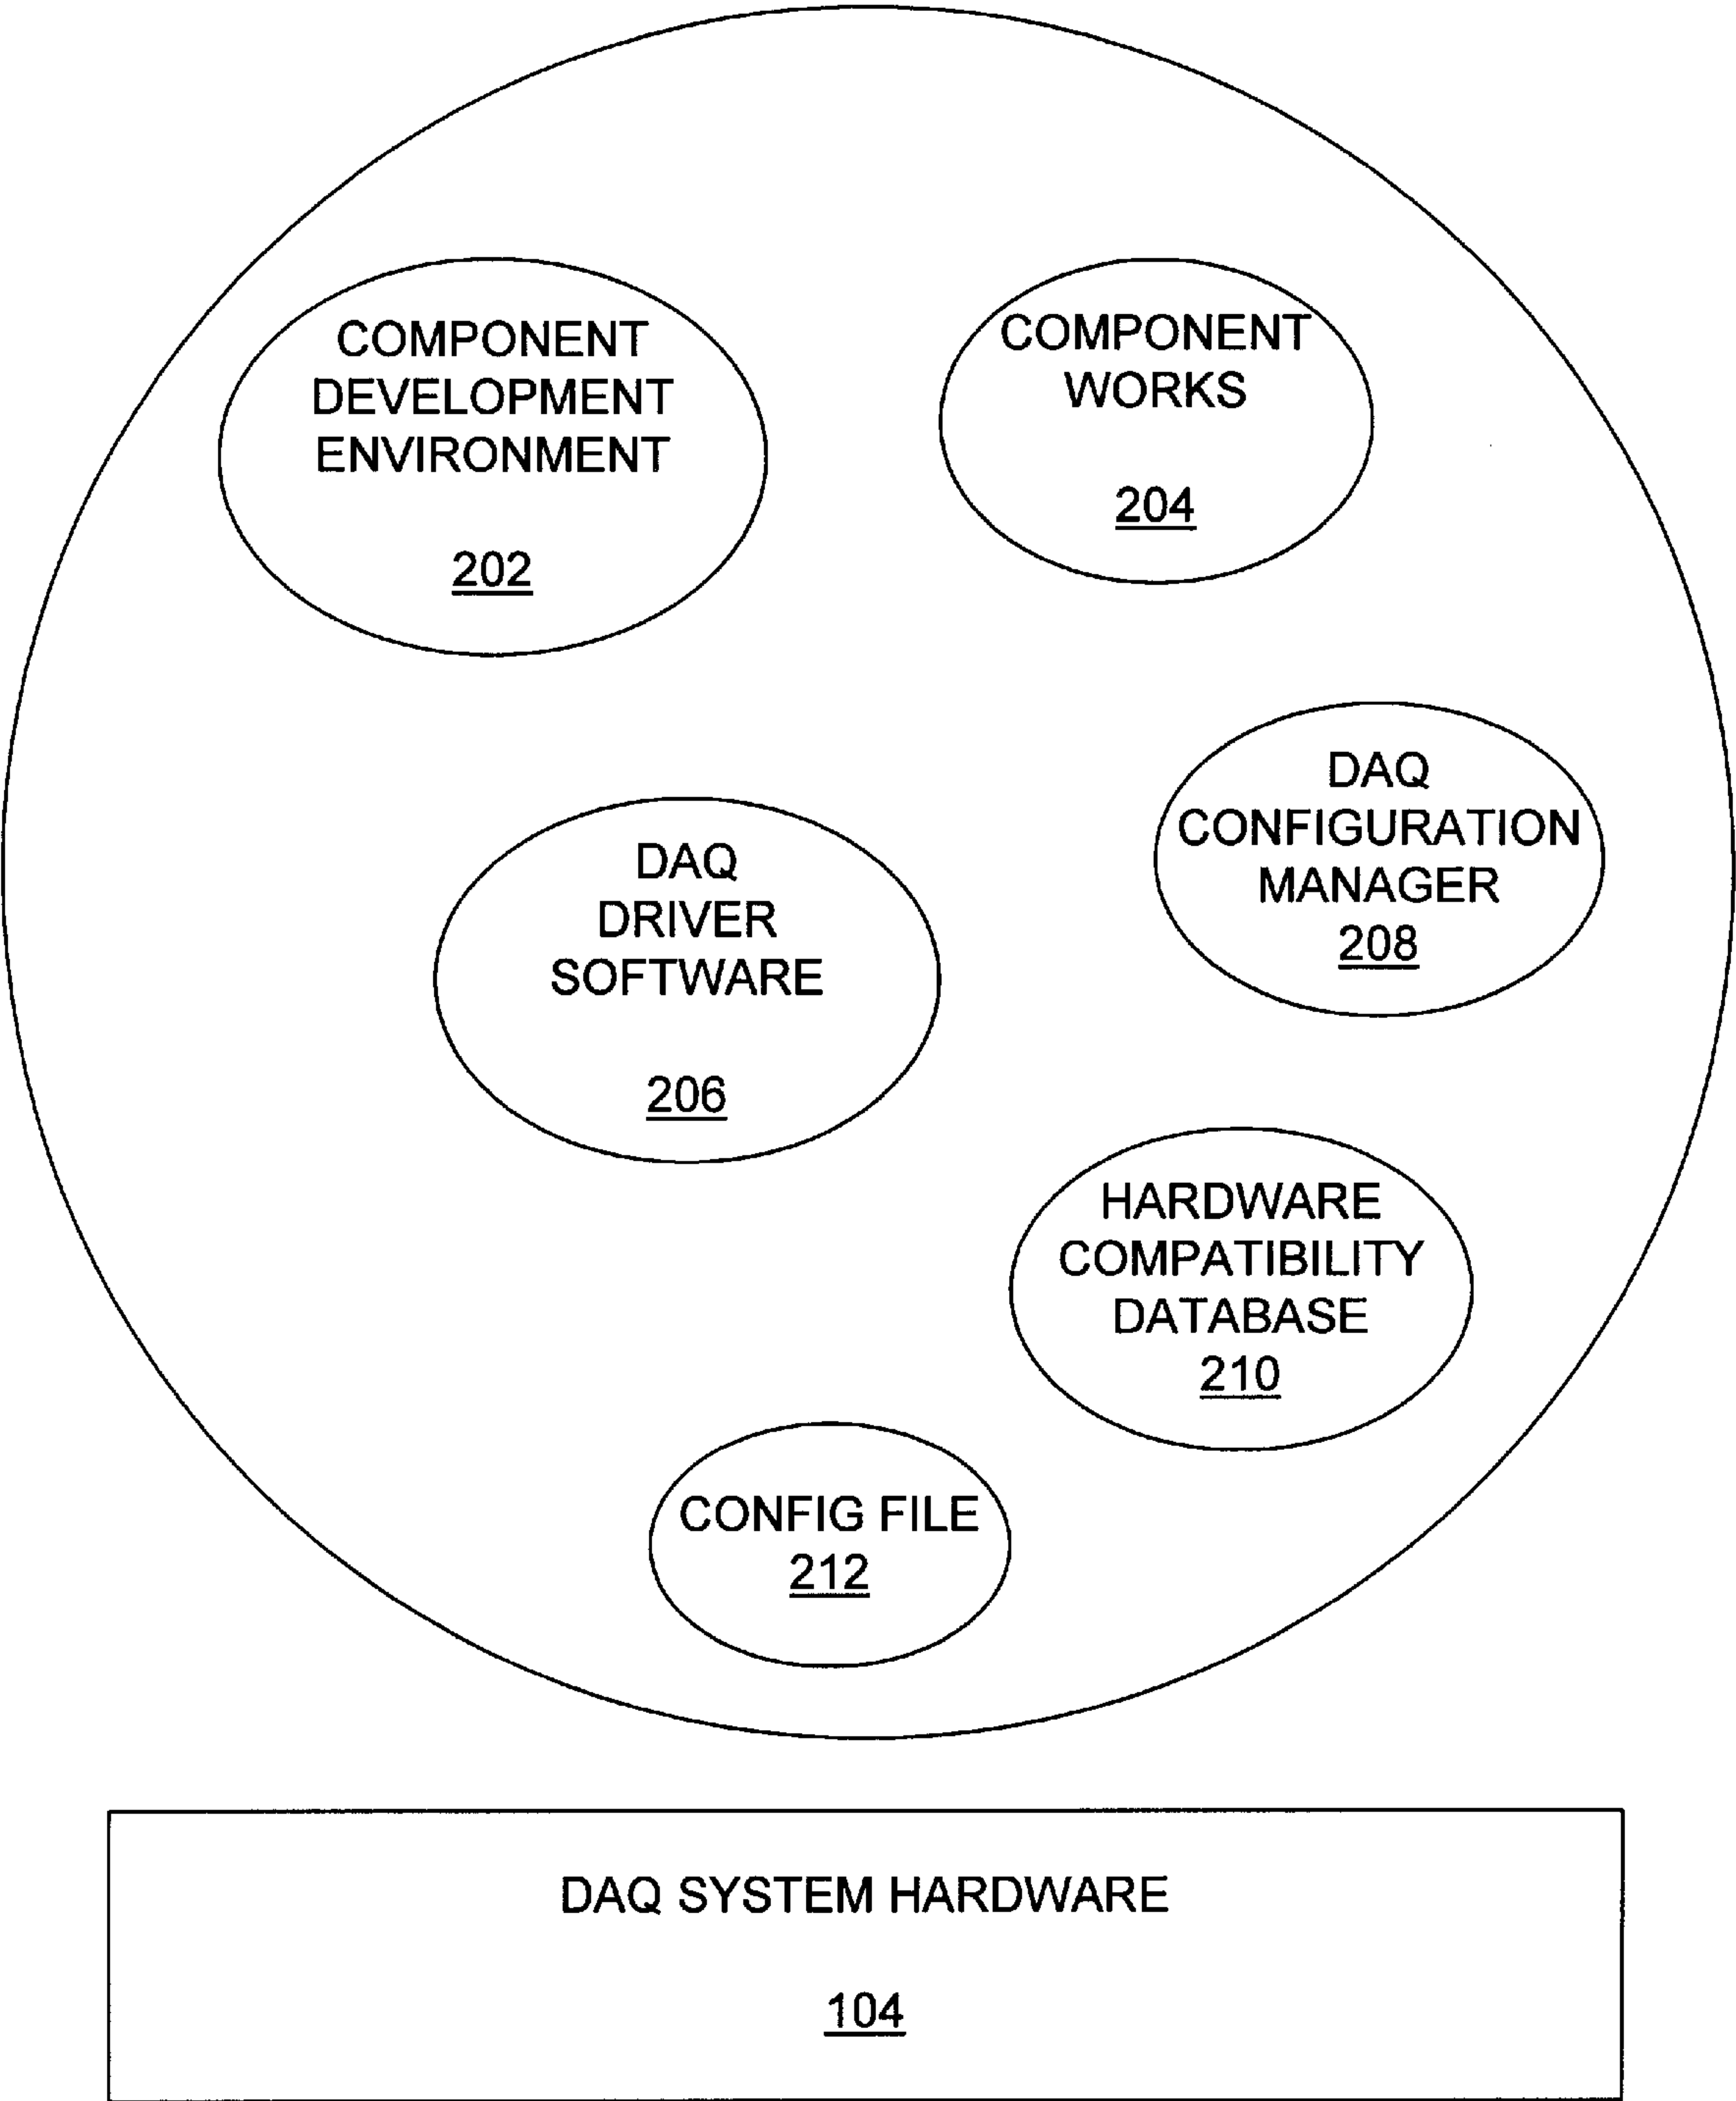 COMPONENT
DEVELOPMENT
ENVIRONMENT
202
COMPONENT
WORKS
204
DAQ
CONFIGURATION
MANAGER
208
DAQ
DRIVER
SOFTWARE
206
HARDWARE
COMPATIBILITY
DATABASE
210
CONFIG FILE
212
DAQ SYSTEM HARDWARE
104